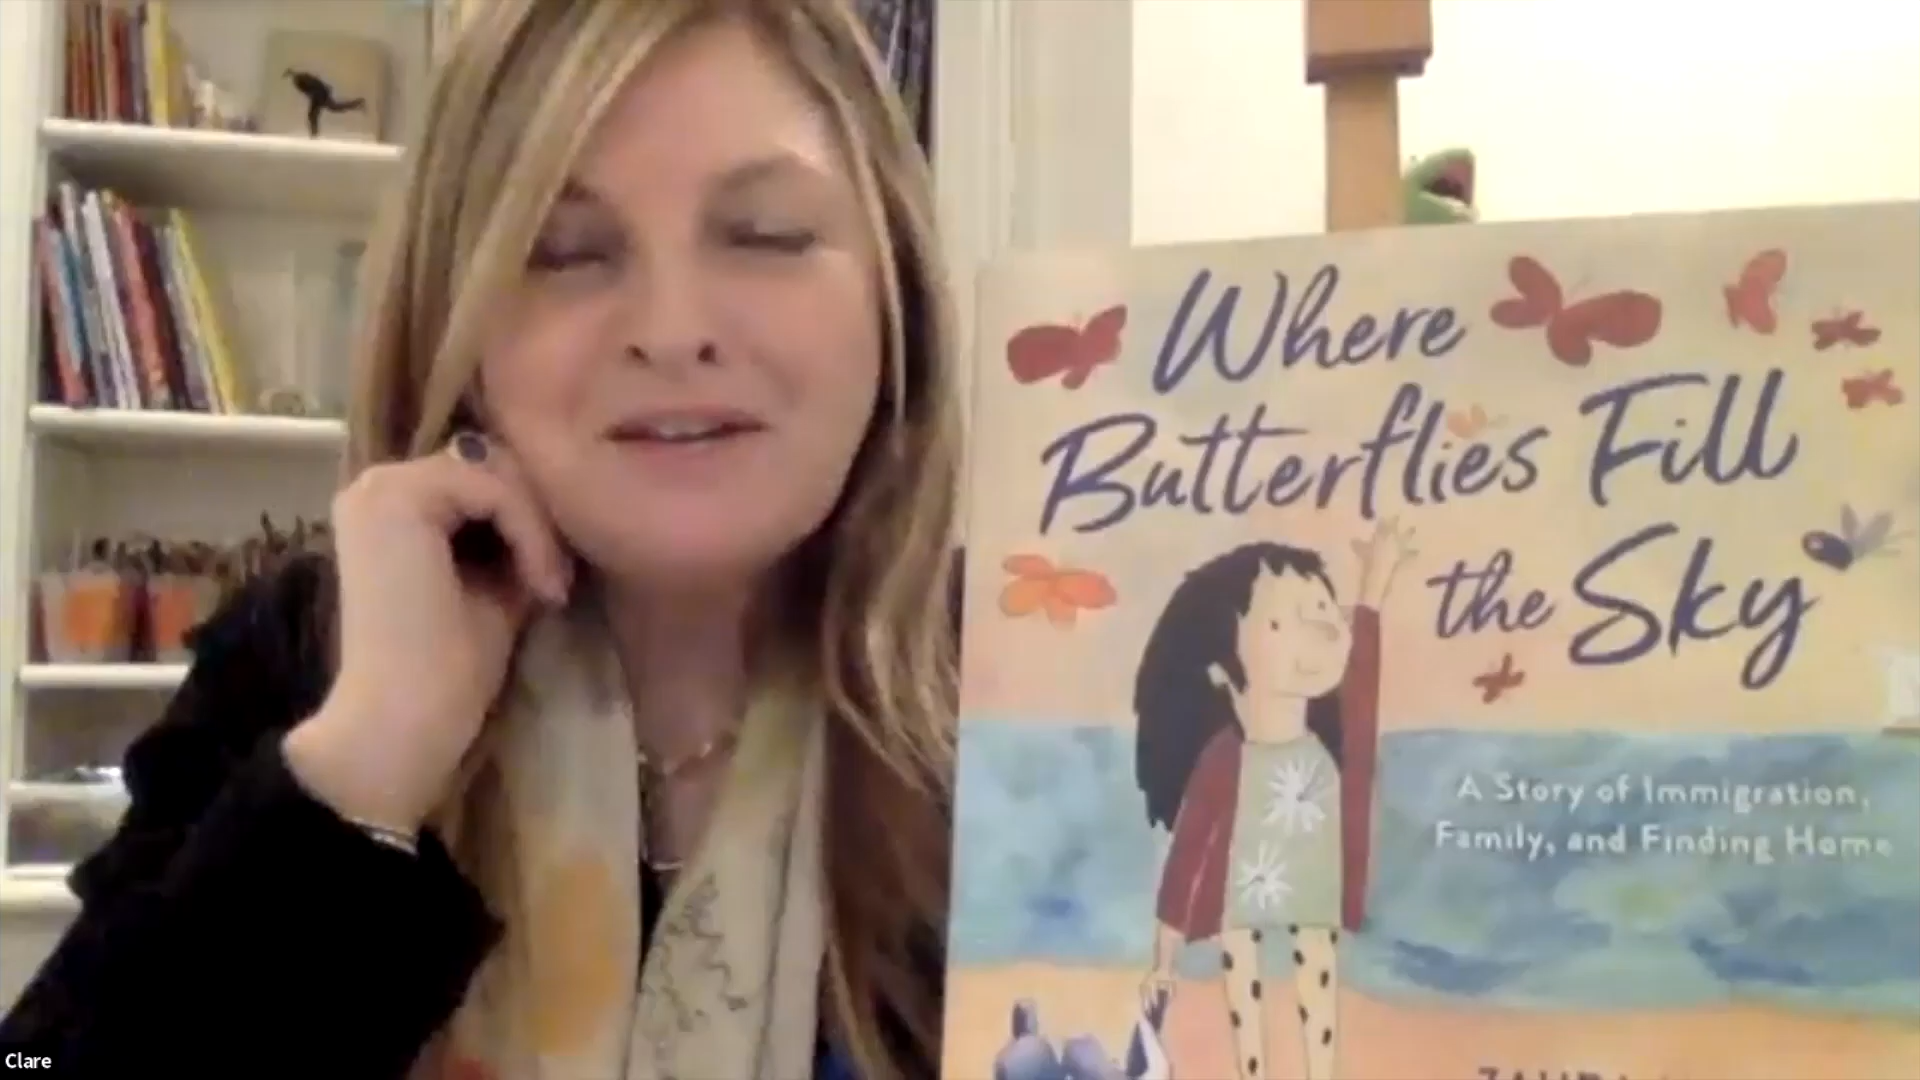 Where
Butterflies Fill
the Sky
A Story of Immigration,
Family, and Finding Home
Clare